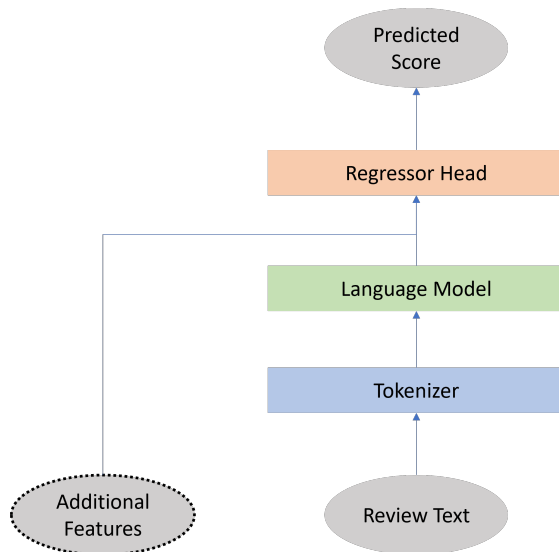 Predicted
Score
Regressor Head
Language Model
Tokenizer
Additional
Features
Review Text